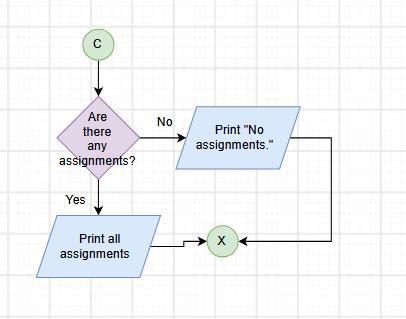 C
Are
there
any
assignments?
No
Print "No
assignments."
Yes
Print all
assignments
X